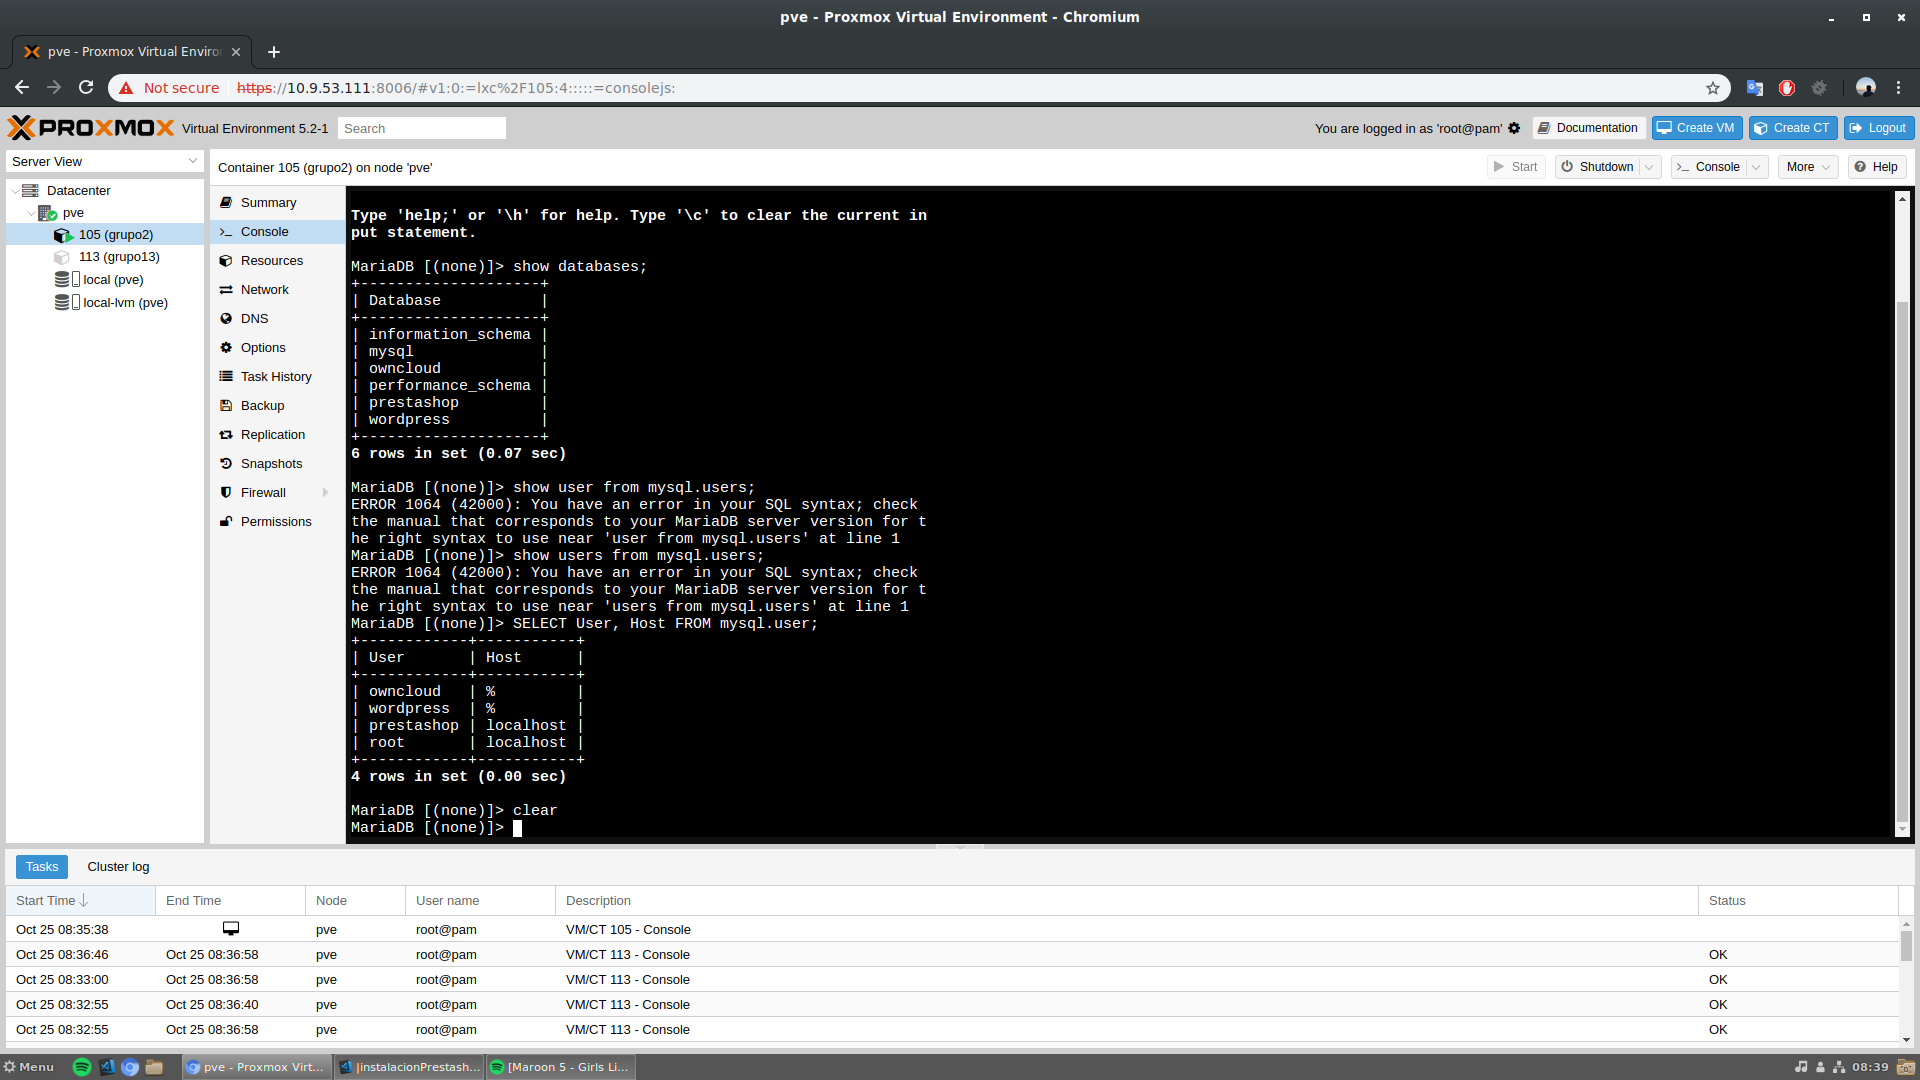 pve - Proxmox Virtual Environment - Chromium
pve - Proxmox Virtual Enviro
Not secure https://10.9.53.111:8006/#v1:0:=lxc%2F105:4:::::=consolejs:
PROXMOX Virtual Environment 5.2-1 Search You are logged in as 'root@pam' Documentation Create VM Create CT Logout
Server View
Datacenter
pve
105 (grupo2)
113 (grupo13)
local (pve)
local-lvm (pve)
Container 105 (grupo2) on node 'pve' Start Shutdown Console More Help
Summary
Console
Resources
Network
DNS
Options
Task History
Backup
Replication
Snapshots
Firewall
Permissions
Type 'help;' or '\h' for help. Type '\c' to clear the current in
put statement.
MariaDB [(none)]> show databases;
+--------------------+
| Database           |
+--------------------+
| information_schema |
| mysql              |
| owncloud           |
| performance_schema |
| prestashop         |
| wordpress          |
+--------------------+
6 rows in set (0.07 sec)
MariaDB [(none)]> show user from mysql.users;
ERROR 1064 (42000): You have an error in your SQL syntax; check
the manual that corresponds to your MariaDB server version for t
he right syntax to use near 'user from mysql.users' at line 1
MariaDB [(none)]> show users from mysql.users;
ERROR 1064 (42000): You have an error in your SQL syntax; check
the manual that corresponds to your MariaDB server version for t
he right syntax to use near 'users from mysql.users' at line 1
MariaDB [(none)]> SELECT User, Host FROM mysql.user;
+------------+-----------+
| User       | Host      |
+------------+-----------+
| owncloud   | %         |
| wordpress  | %         |
| prestashop | localhost |
| root       | localhost |
+------------+-----------+
4 rows in set (0.00 sec)
MariaDB [(none)]> clear
MariaDB [(none)]>
Tasks Cluster log
Start Time End Time Node User name Description Status
Oct 25 08:35:38 pve root@pam VM/CT 105 - Console
Oct 25 08:36:46 Oct 25 08:36:58 pve root@pam VM/CT 113 - Console OK
Oct 25 08:33:00 Oct 25 08:36:58 pve root@pam VM/CT 113 - Console OK
Oct 25 08:32:55 Oct 25 08:36:40 pve root@pam VM/CT 113 - Console OK
Oct 25 08:32:55 Oct 25 08:36:58 pve root@pam VM/CT 113 - Console OK
Menu pve - Proxmox Virt... |instalacionPrestash... [Maroon 5 - Girls Li... 08:39